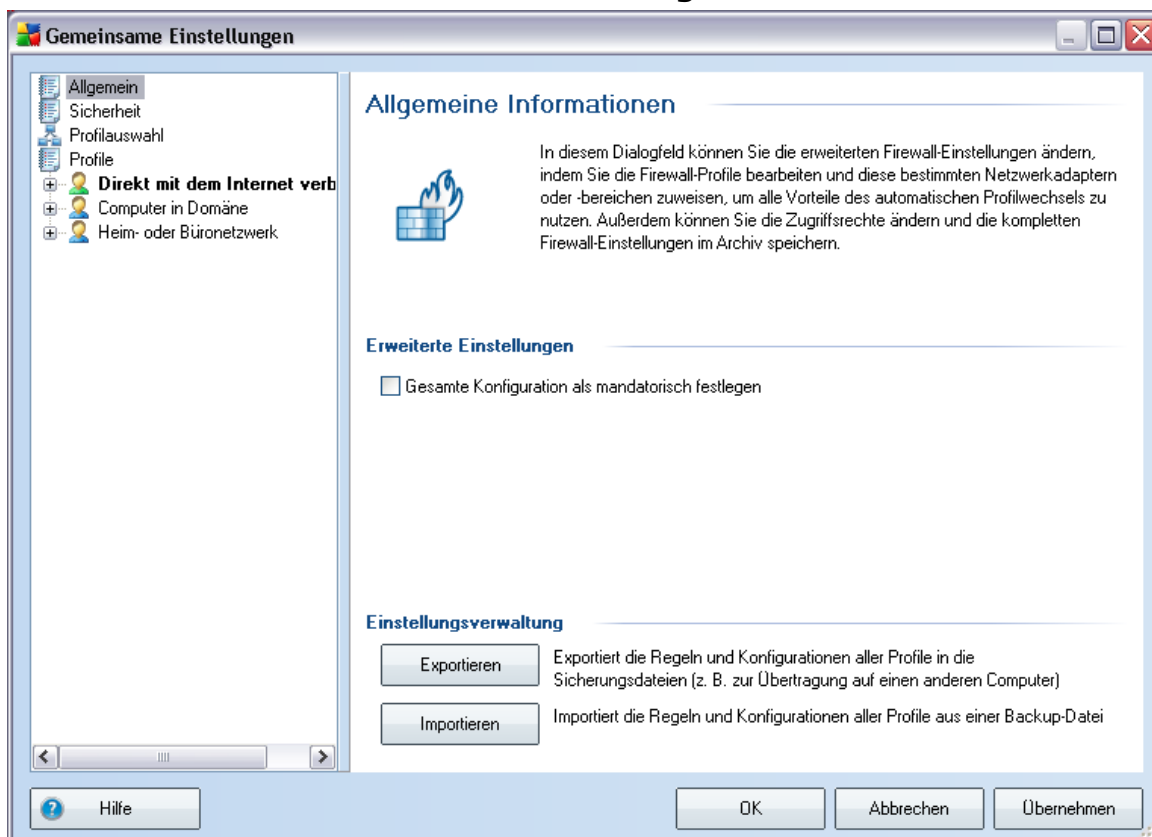 Gemeinsame Einstellungen
Allgemein
Sicherheit
Profilauswahl
Profile
Direkt mit dem Internet verb
Computer in Domäne
Heim- oder Büronetzwerk
Allgemeine Informationen
In diesem Dialogfeld können Sie die erweiterten Firewall-Einstellungen ändern,
indem Sie die Firewall-Profile bearbeiten und diese bestimmten Netzwerkadaptern
oder -bereichen zuweisen, um alle Vorteile des automatischen Profilwechsels zu
nutzen. Außerdem können Sie die Zugriffsrechte ändern und die kompletten
Firewall-Einstellungen im Archiv speichern.
Erweiterte Einstellungen
Gesamte Konfiguration als mandatorisch festlegen
Einstellungsverwaltung
Exportieren
Exportiert die Regeln und Konfigurationen aller Profile in die
Sicherungsdateien (z. B. zur Übertragung auf einen anderen Computer)
Importieren
Importiert die Regeln und Konfigurationen aller Profile aus einer Backup-Datei
Hilfe
OK
Abbrechen
Übernehmen